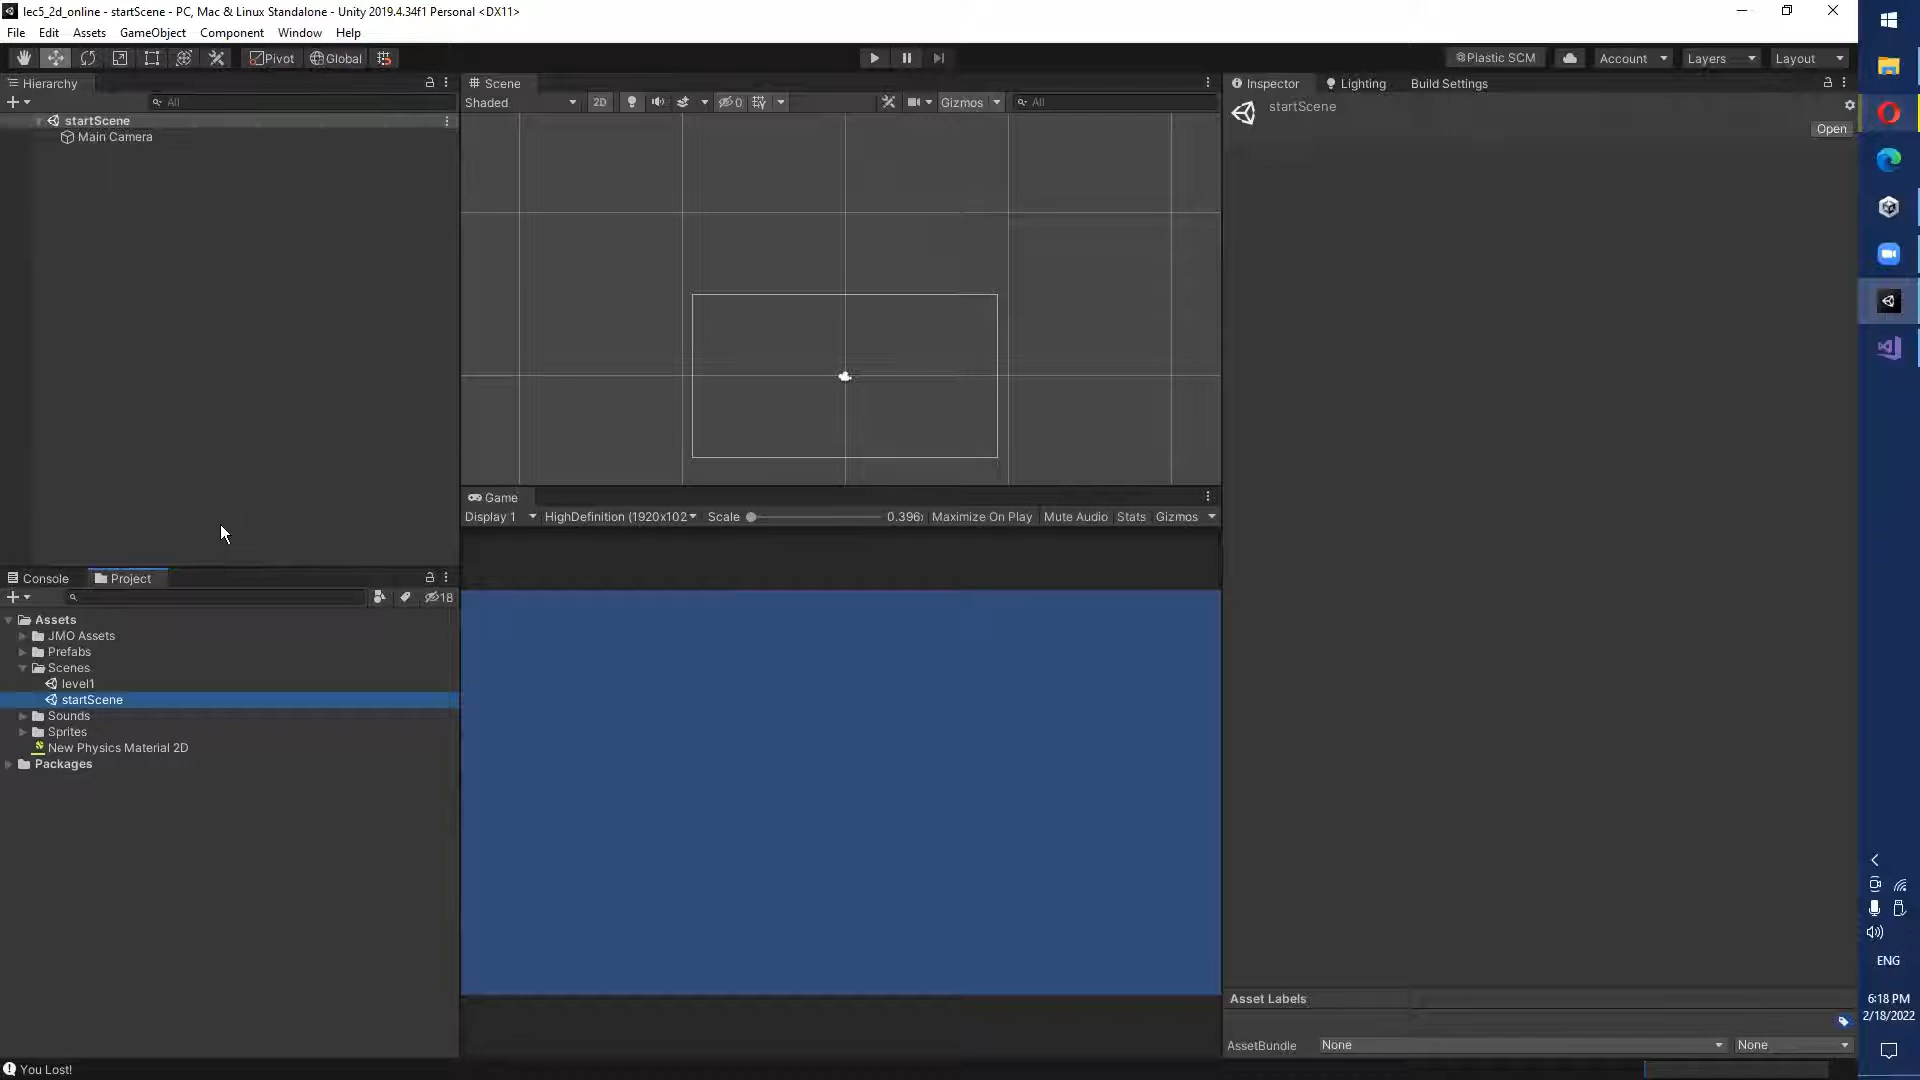 lec5_2d_online - startScene - PC, Mac & Linux Standalone - Unity 2019.4.34f1 Personal <DX11>
File Edit Assets GameObject Component Window Help
Pivot Global Plastic SCM Account Layers Layout
Hierarchy
All
startScene
Main Camera
Scene
Shaded 2D 0 Gizmos All
Game
Display 1 HighDefinition (1920x102 Scale 0.396x Maximize On Play Mute Audio Stats Gizmos
Inspector Lighting Build Settings
startScene
Open
Console Project
18
Assets
JMO Assets
Prefabs
Scenes
level1
startScene
Sounds
Sprites
New Physics Material 2D
Packages
Asset Labels
AssetBundle None None
You Lost!
ENG
6:18 PM
2/18/2022